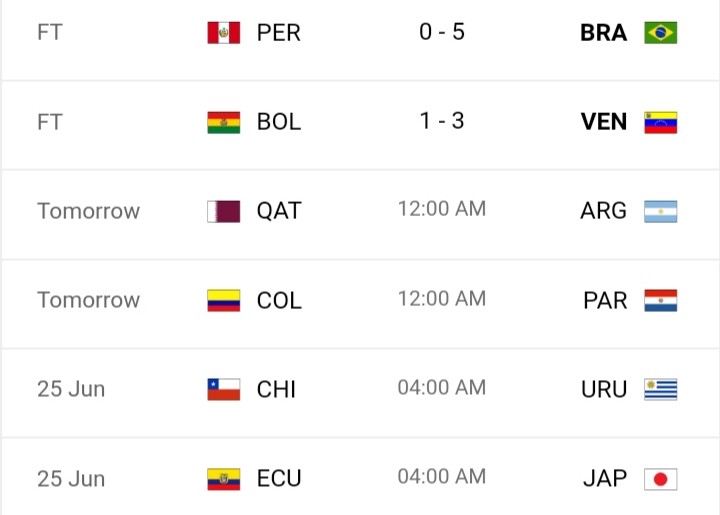 FT PER 0 - 5 BRA
FT BOL 1 - 3 VEN
Tomorrow QAT 12:00 AM ARG
Tomorrow COL 12:00 AM PAR
25 Jun CHI 04:00 AM URU
25 Jun ECU 04:00 AM JAP